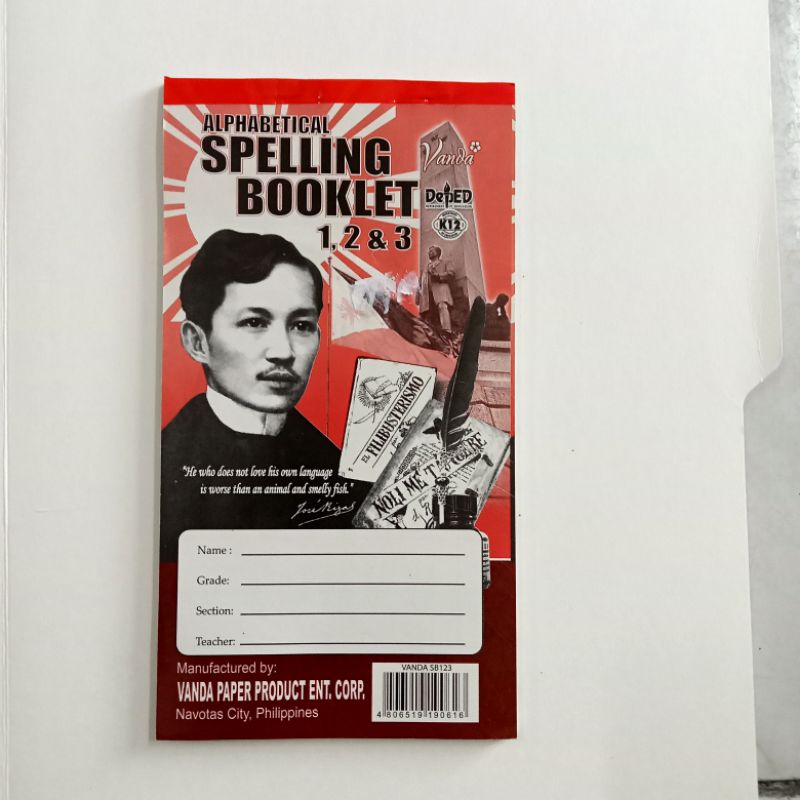 ALPHABETICAL
SPELLING
BOOKLET
1, 2 & 3
Vanda
DepED
K12
EL FILIBUSTERISMO
NOLI ME TANGERE
"He who does not love his own language
is worse than an animal and smelly fish."
José Rizal
Name :
Grade:
Section:
Teacher:
Manufactured by:
VANDA PAPER PRODUCT ENT. CORP.
Navotas City, Philippines
VANDA SB123
4 806519 190616